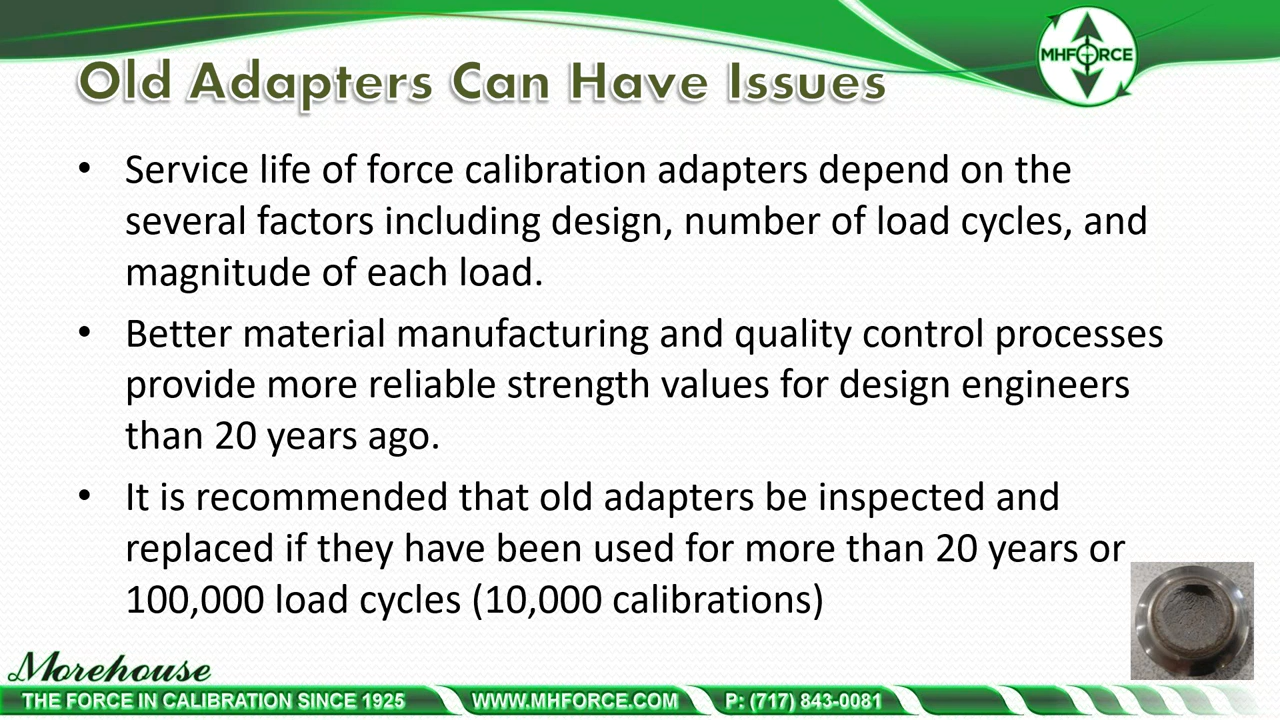 MHFORCE
Old Adapters Can Have Issues
• Service life of force calibration adapters depend on the
several factors including design, number of load cycles, and
magnitude of each load.
• Better material manufacturing and quality control processes
provide more reliable strength values for design engineers
than 20 years ago.
• It is recommended that old adapters be inspected and
replaced if they have been used for more than 20 years or
100,000 load cycles (10,000 calibrations)
Morehouse
THE FORCE IN CALIBRATION SINCE 1925 WWW.MHFORCE.COM P: (717) 843-0081